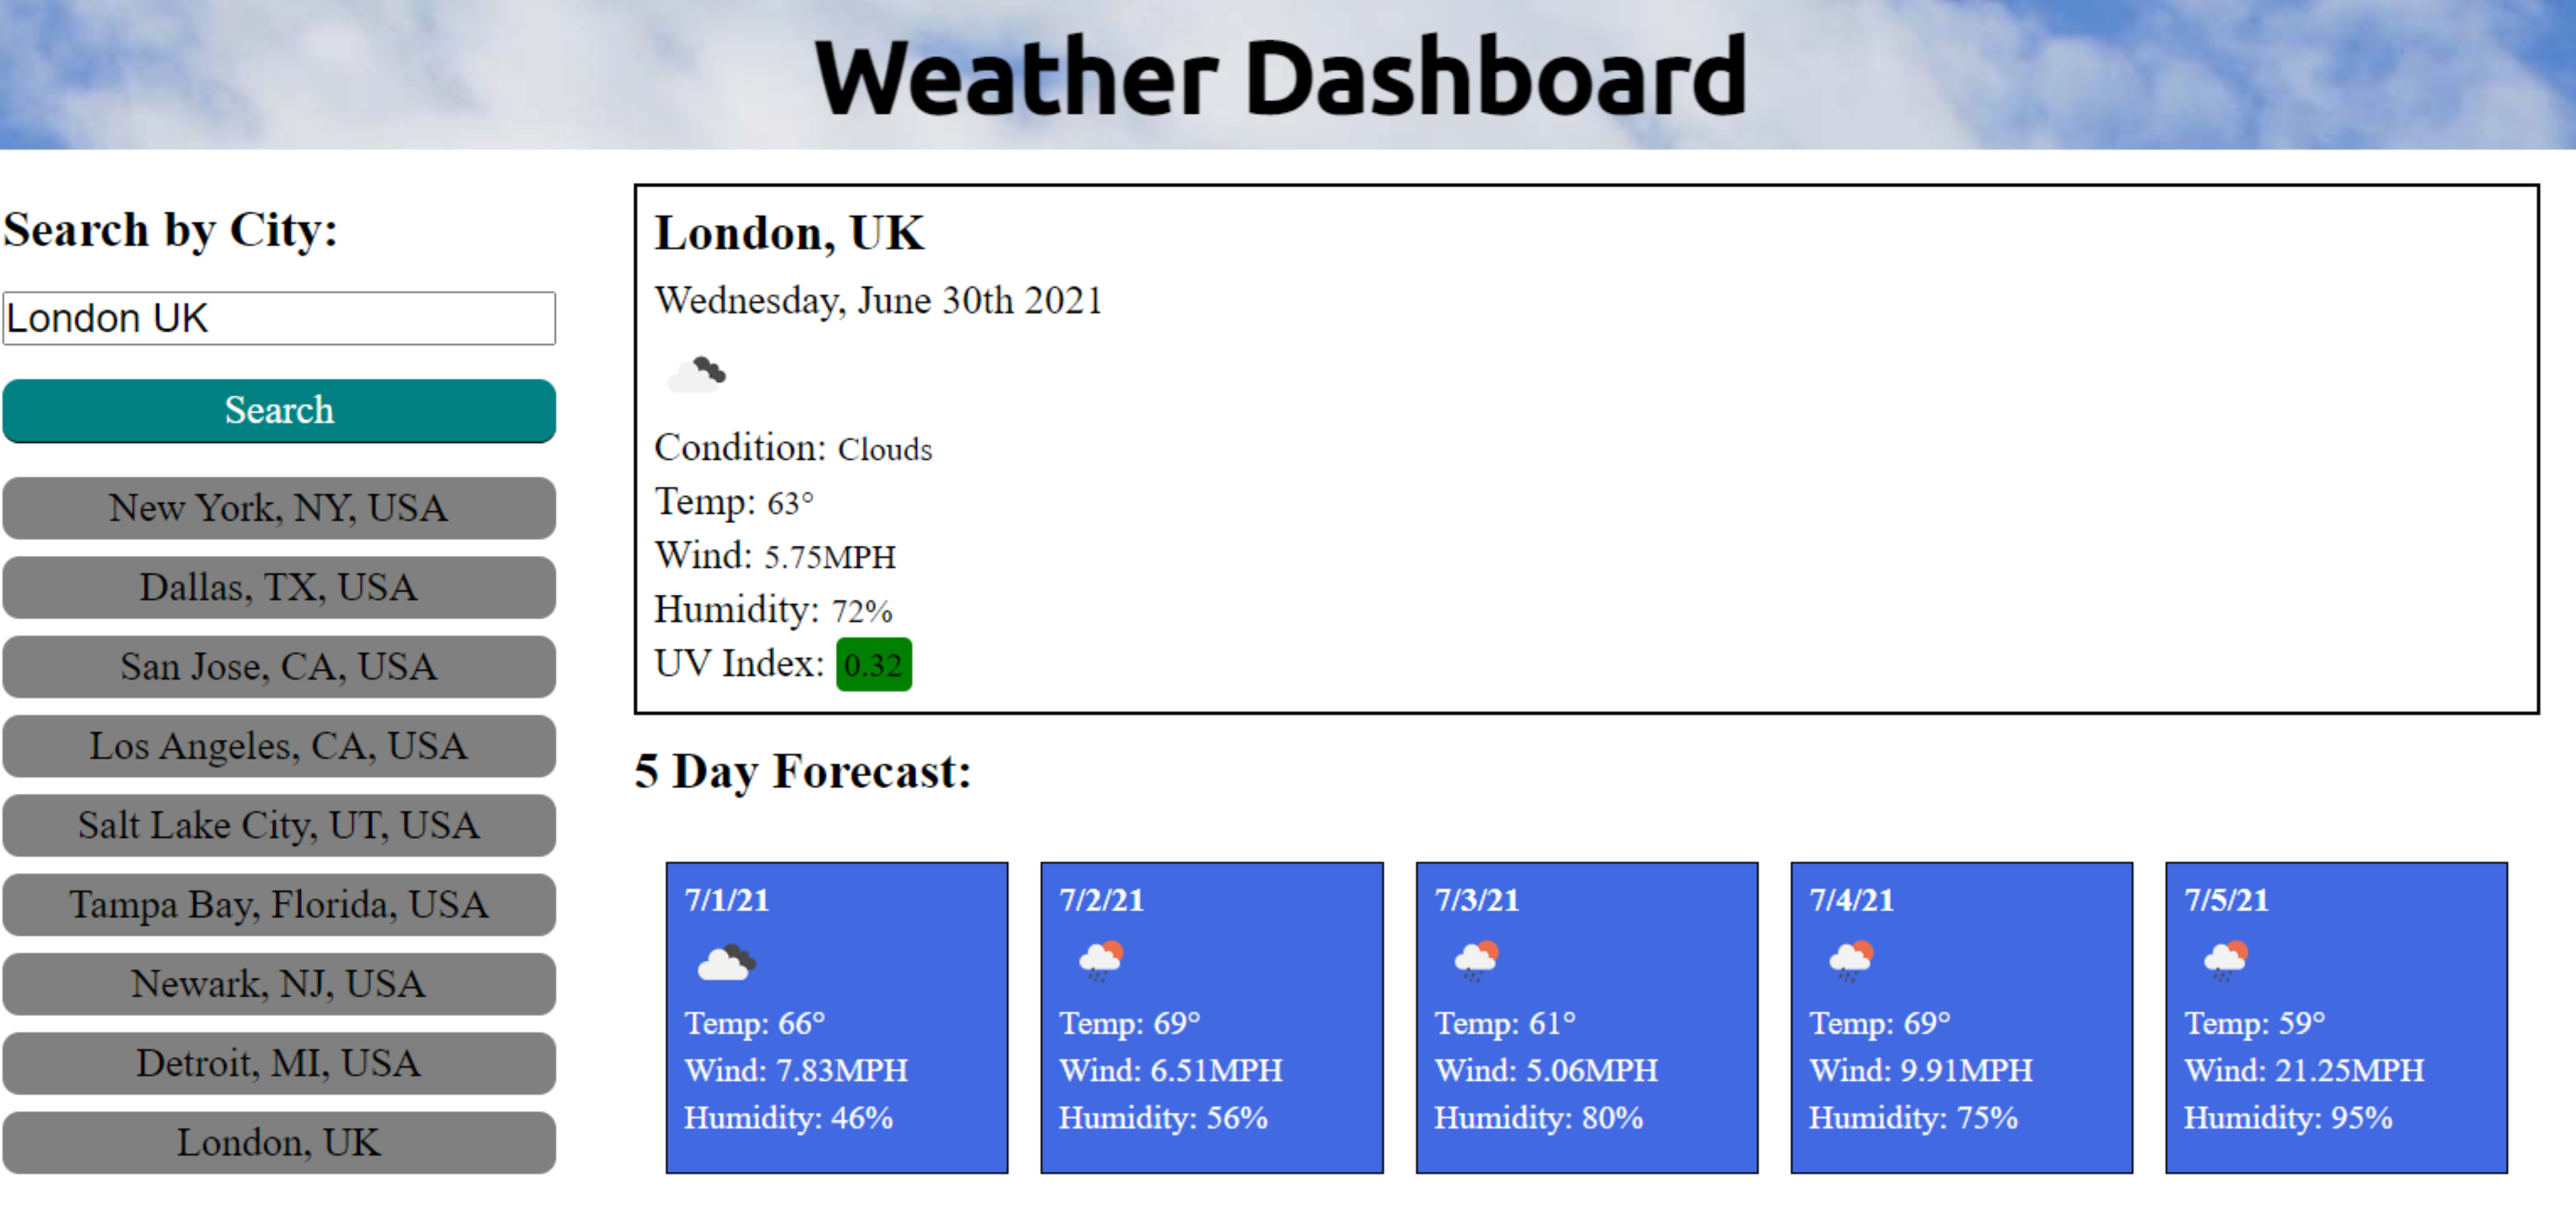 Weather Dashboard
Search by City:
London UK
Search
New York, NY, USA
Dallas, TX, USA
San Jose, CA, USA
Los Angeles, CA, USA
Salt Lake City, UT, USA
Tampa Bay, Florida, USA
Newark, NJ, USA
Detroit, MI, USA
London, UK
London, UK
Wednesday, June 30th 2021
Condition: Clouds
Temp: 63°
Wind: 5.75MPH
Humidity: 72%
UV Index: 0.32
5 Day Forecast:
7/1/21
Temp: 66°
Wind: 7.83MPH
Humidity: 46%
7/2/21
Temp: 69°
Wind: 6.51MPH
Humidity: 56%
7/3/21
Temp: 61°
Wind: 5.06MPH
Humidity: 80%
7/4/21
Temp: 69°
Wind: 9.91MPH
Humidity: 75%
7/5/21
Temp: 59°
Wind: 21.25MPH
Humidity: 95%